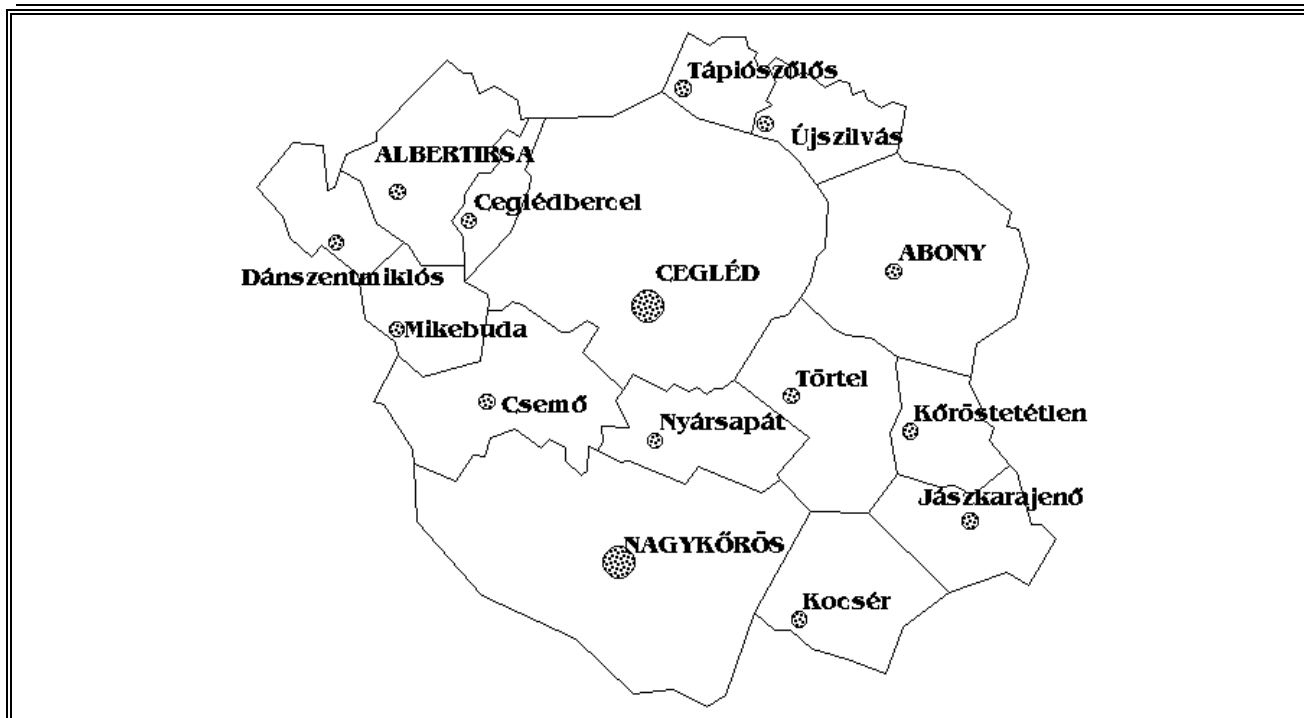 Tápiószőlős
Újszilvás
ALBERTIRSA
Ceglédbercel
ABONY
CEGLÉD
Dánszentmiklós
Mikebuda
Törtel
Csemő
Kőröstetétlen
Nyársapát
Jászkarajenő
NAGYKŐRÖS
Kocsér